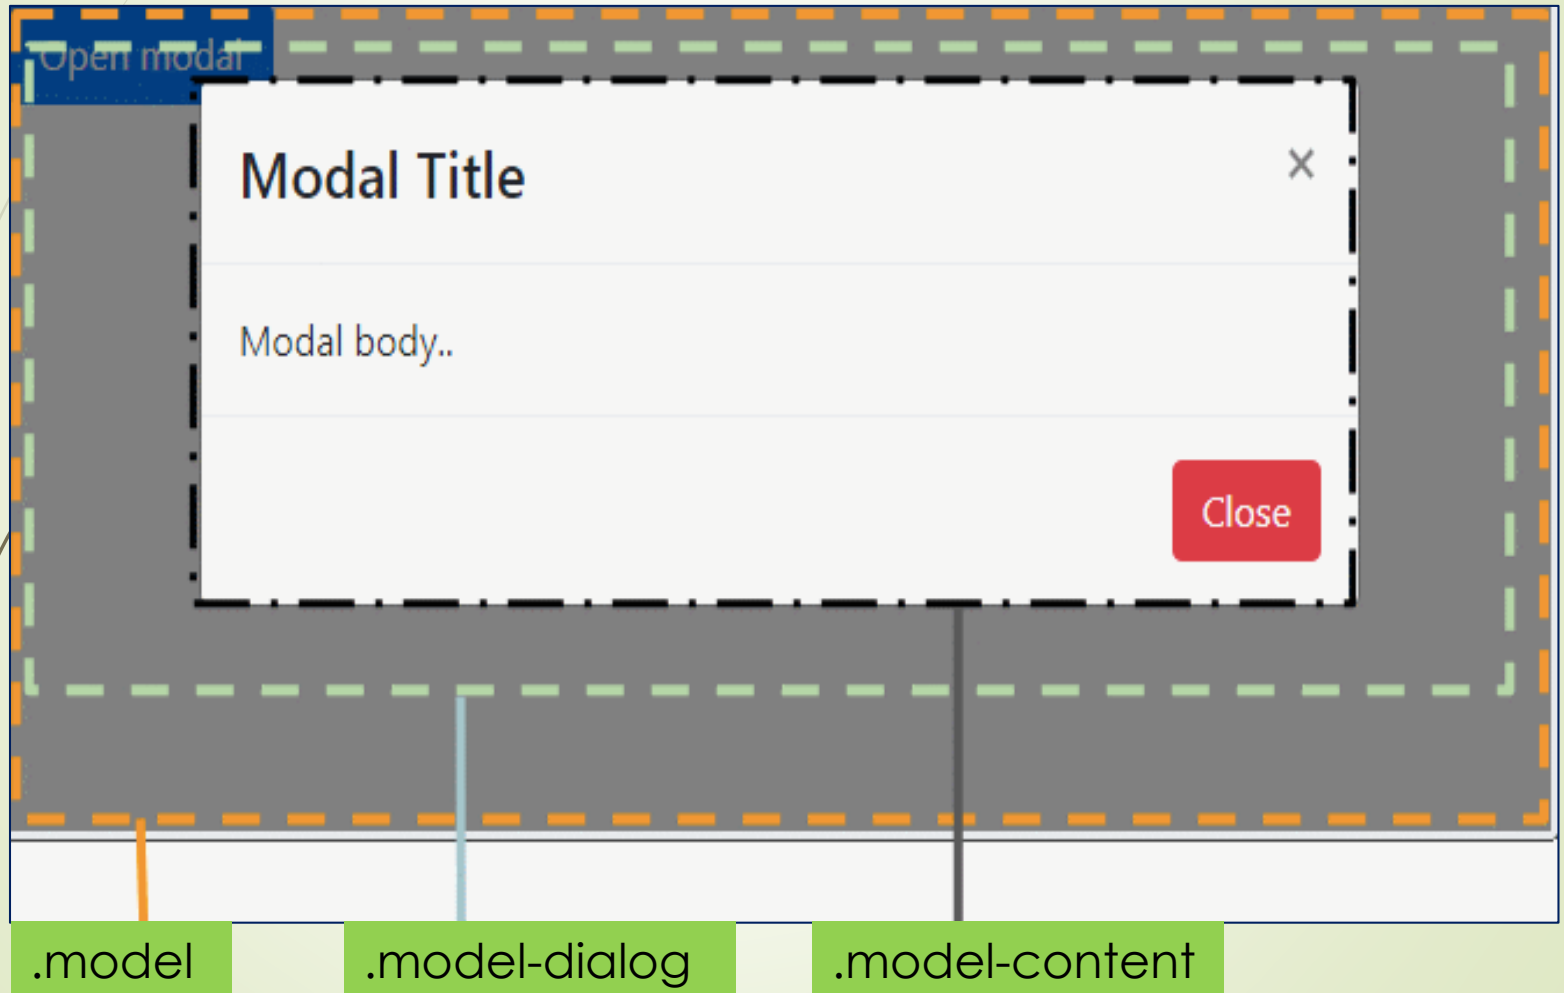 Open modal
Modal Title ×
Modal body..
Close
.model .model-dialog .model-content